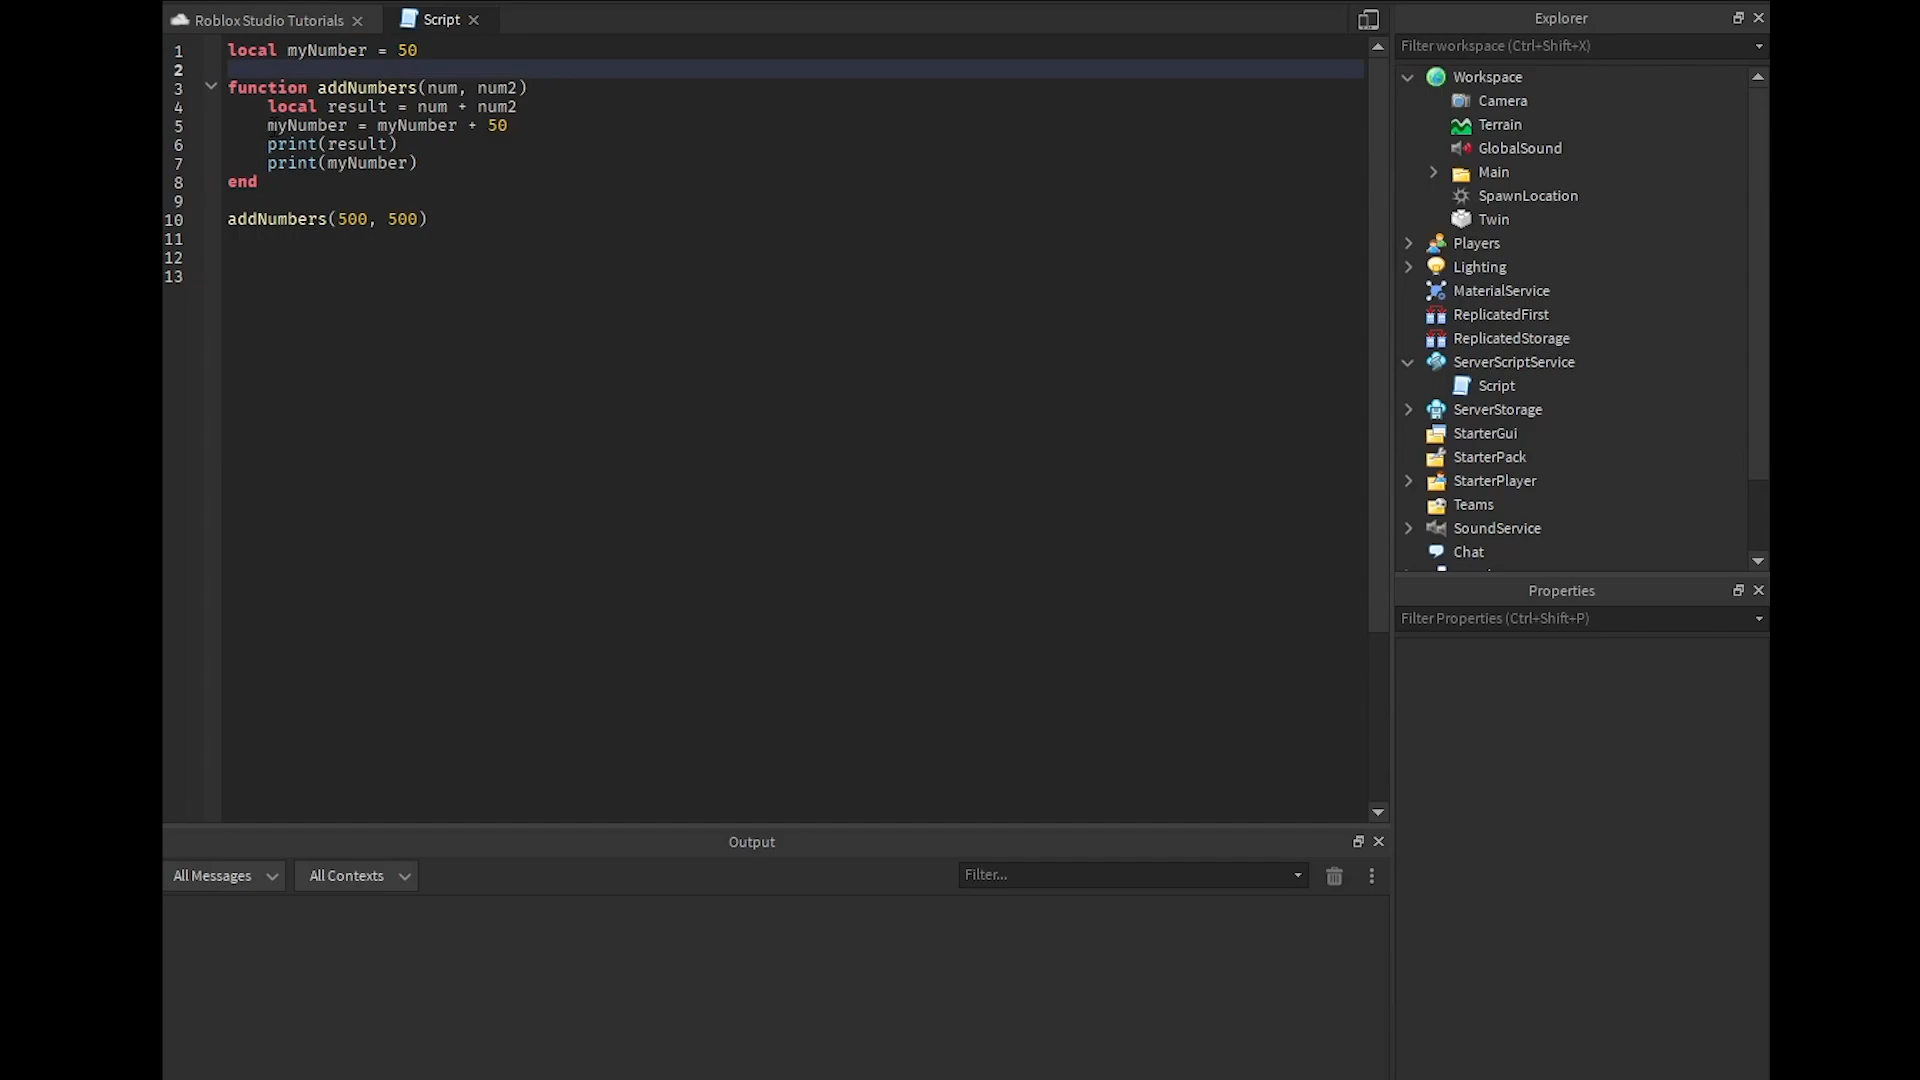 Roblox Studio Tutorials
Script
1 local myNumber = 50
2
3 function addNumbers(num, num2)
4 local result = num + num2
5 myNumber = myNumber + 50
6 print(result)
7 print(myNumber)
8 end
9
10 addNumbers(500, 500)
11
12
13
Output
All Messages
All Contexts
Filter...
Explorer
Filter workspace (Ctrl+Shift+X)
Workspace
Camera
Terrain
GlobalSound
Main
SpawnLocation
Twin
Players
Lighting
MaterialService
ReplicatedFirst
ReplicatedStorage
ServerScriptService
Script
ServerStorage
StarterGui
StarterPack
StarterPlayer
Teams
SoundService
Chat
Properties
Filter Properties (Ctrl+Shift+P)